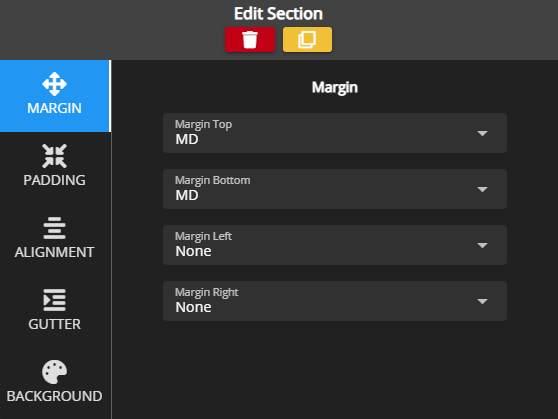 Edit Section
MARGIN
PADDING
ALIGNMENT
GUTTER
BACKGROUND
Margin
Margin Top
MD
Margin Bottom
MD
Margin Left
None
Margin Right
None